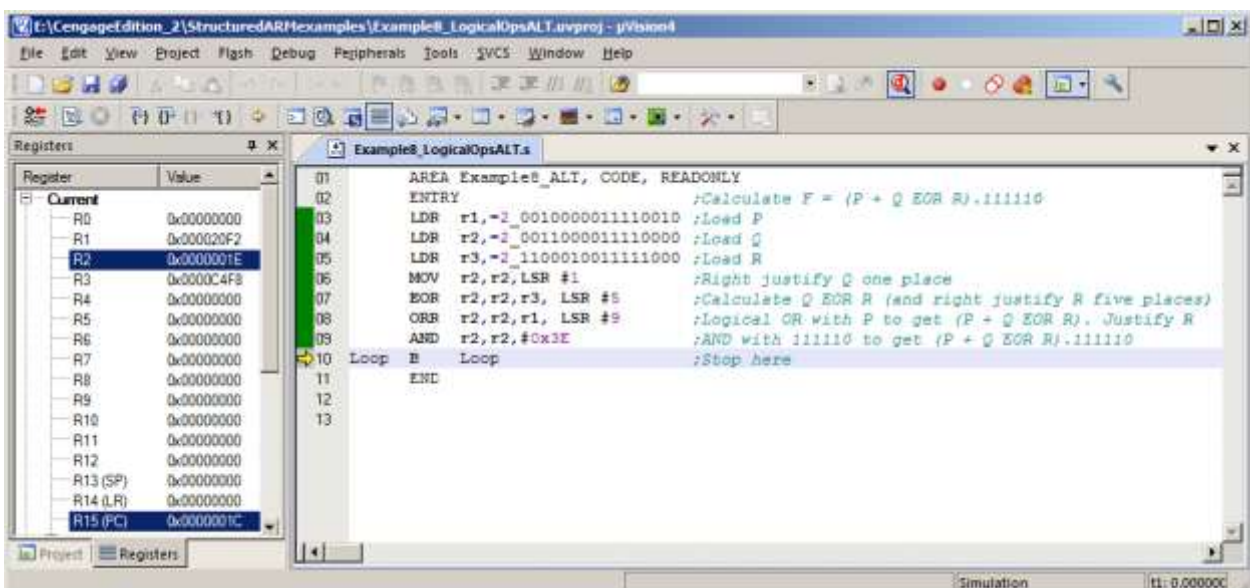 E:\CengageEdition_2\StructuredARMexamples\Example8_LogicalOpsALT.uvproj - µVision4
File Edit View Project Flash Debug Peripherals Tools SVCS Window Help
Registers
Register Value
Current
R0 0x00000000
R1 0x000020F2
R2 0x0000001E
R3 0x0000C4F8
R4 0x00000000
R5 0x00000000
R6 0x00000000
R7 0x00000000
R8 0x00000000
R9 0x00000000
R10 0x00000000
R11 0x00000000
R12 0x00000000
R13 (SP) 0x00000000
R14 (LR) 0x00000000
R15 (PC) 0x0000001C
Project Registers
Example8_LogicalOpsALT.s
01 AREA Example8_ALT, CODE, READONLY
02 ENTRY ;Calculate F = (P + Q EOR R).111110
03 LDR r1,=2_0010000011110010 ;Load P
04 LDR r2,=2_0011000011110000 ;Load Q
05 LDR r3,=2_1100010011111000 ;Load R
06 MOV r2,r2,LSR #1 ;Right justify Q one place
07 EOR r2,r2,r3, LSR #5 ;Calculate Q EOR R (and right justify R five places)
08 ORR r2,r2,r1, LSR #9 ;Logical OR with P to get (P + Q EOR R). Justify R
09 AND r2,r2,#0x3E ;AND with 111110 to get (P + Q EOR R).111110
10 Loop B Loop ;Stop here
11 END
12
13
Simulation t1: 0.000000